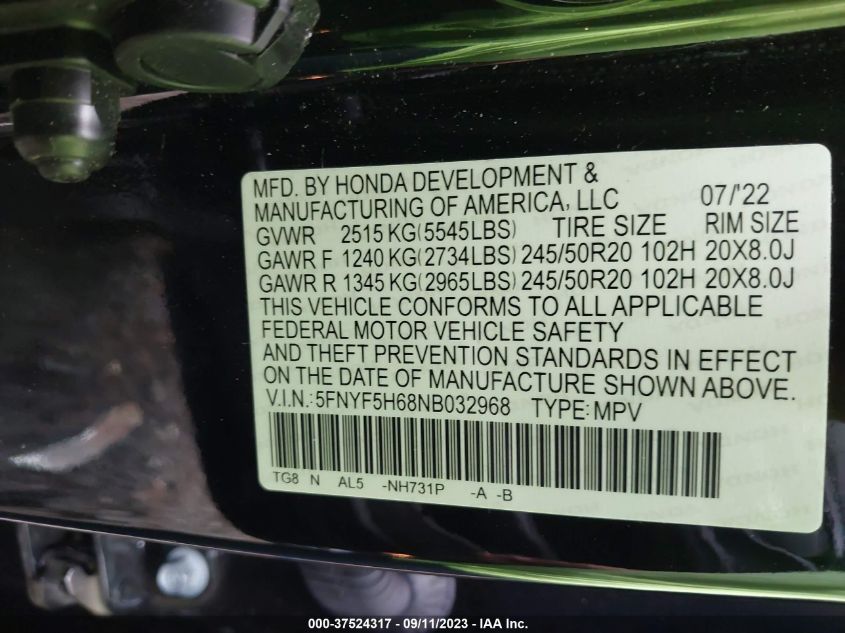 MFD. BY HONDA DEVELOPMENT &
MANUFACTURING OF AMERICA, LLC 07/'22
GVWR 2515 KG(5545LBS) TIRE SIZE RIM SIZE
GAWR F 1240 KG(2734LBS) 245/50R20 102H 20X8.0J
GAWR R 1345 KG(2965LBS) 245/50R20 102H 20X8.0J
THIS VEHICLE CONFORMS TO ALL APPLICABLE
FEDERAL MOTOR VEHICLE SAFETY
AND THEFT PREVENTION STANDARDS IN EFFECT
ON THE DATE OF MANUFACTURE SHOWN ABOVE.
V.I.N.:5FNYF5H68NB032968 TYPE:MPV
TG8 N AL5 -NH731P -A -B
000-37524317 - 09/11/2023 - IAA Inc.